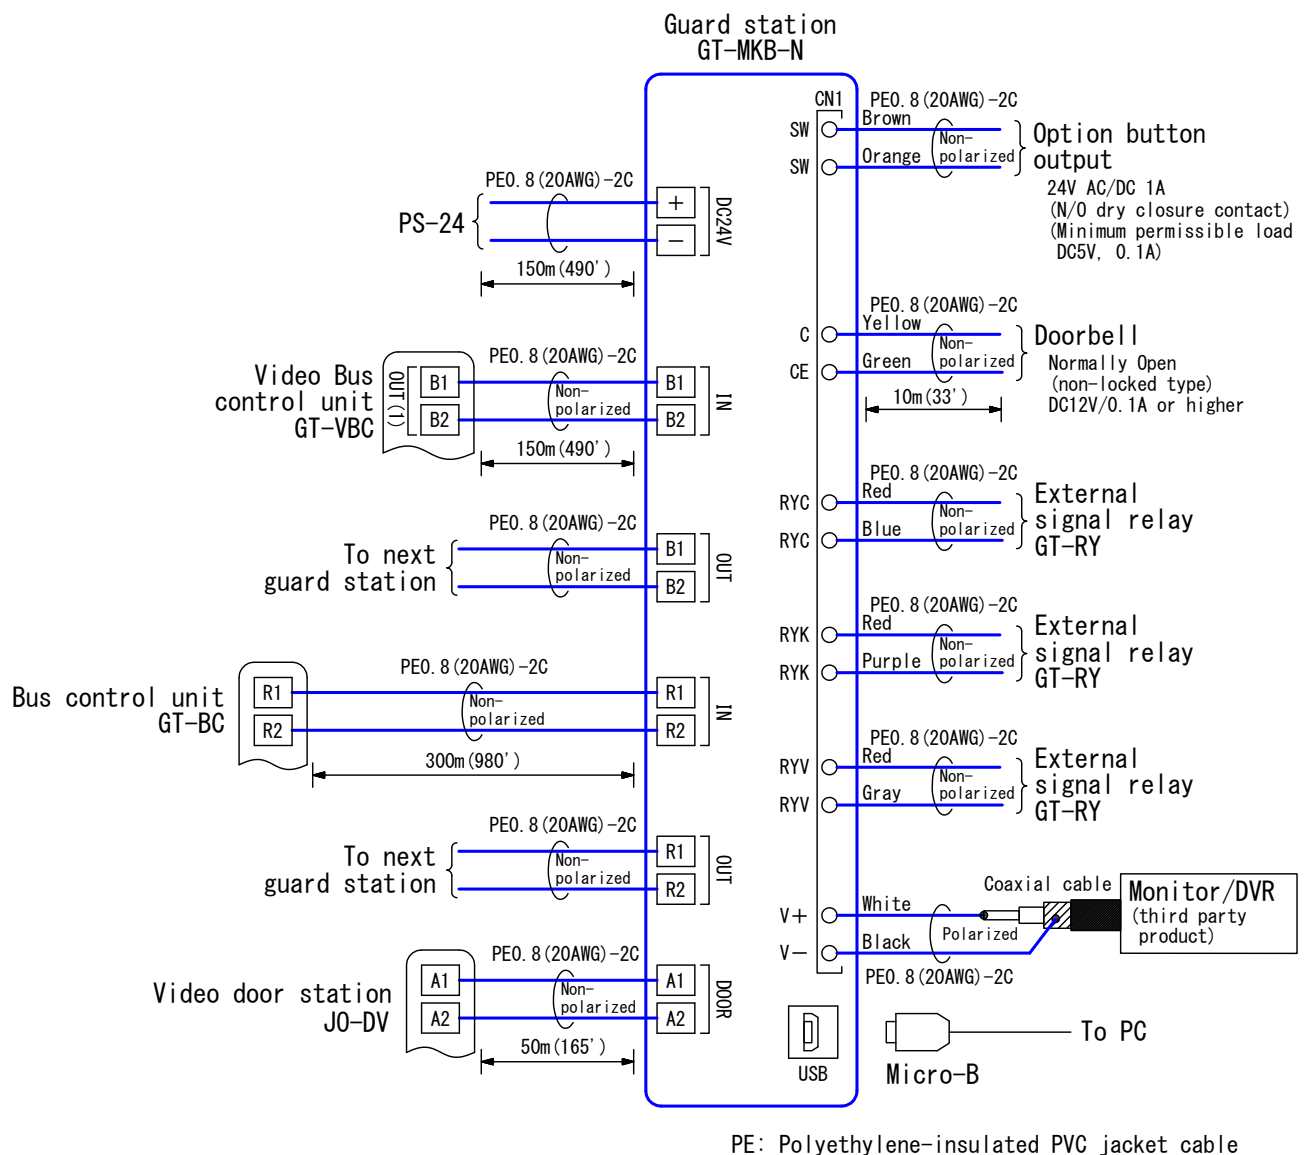 Guard station
GT-MKB-N
PE0.8(20AWG)-2C
PS-24
+
−
DC24V
150m(490')
Video Bus
control unit
GT-VBC
OUT(1)
B1
B2
PE0.8(20AWG)-2C
Non-
polarized
B1
B2
IN
150m(490')
To next
guard station
PE0.8(20AWG)-2C
Non-
polarized
B1
B2
OUT
Bus control unit
GT-BC
R1
R2
PE0.8(20AWG)-2C
Non-
polarized
R1
R2
IN
300m(980')
To next
guard station
PE0.8(20AWG)-2C
Non-
polarized
R1
R2
OUT
Video door station
JO-DV
A1
A2
PE0.8(20AWG)-2C
Non-
polarized
A1
A2
DOOR
50m(165')
CN1
PE0.8(20AWG)-2C
SW
Brown
SW
Orange
Non-
polarized
Option button
output
24V AC/DC 1A
(N/O dry closure contact)
(Minimum permissible load
DC5V, 0.1A)
PE0.8(20AWG)-2C
C
Yellow
CE
Green
Non-
polarized
10m(33')
Doorbell
Normally Open
(non-locked type)
DC12V/0.1A or higher
PE0.8(20AWG)-2C
RYC
Red
RYC
Blue
Non-
polarized
External
signal relay
GT-RY
PE0.8(20AWG)-2C
RYK
Red
RYK
Purple
Non-
polarized
External
signal relay
GT-RY
PE0.8(20AWG)-2C
RYV
Red
RYV
Gray
Non-
polarized
External
signal relay
GT-RY
V+
White
V−
Black
Polarized
PE0.8(20AWG)-2C
Coaxial cable
Monitor/DVR
(third party
product)
USB
Micro-B
To PC
PE: Polyethylene-insulated PVC jacket cable